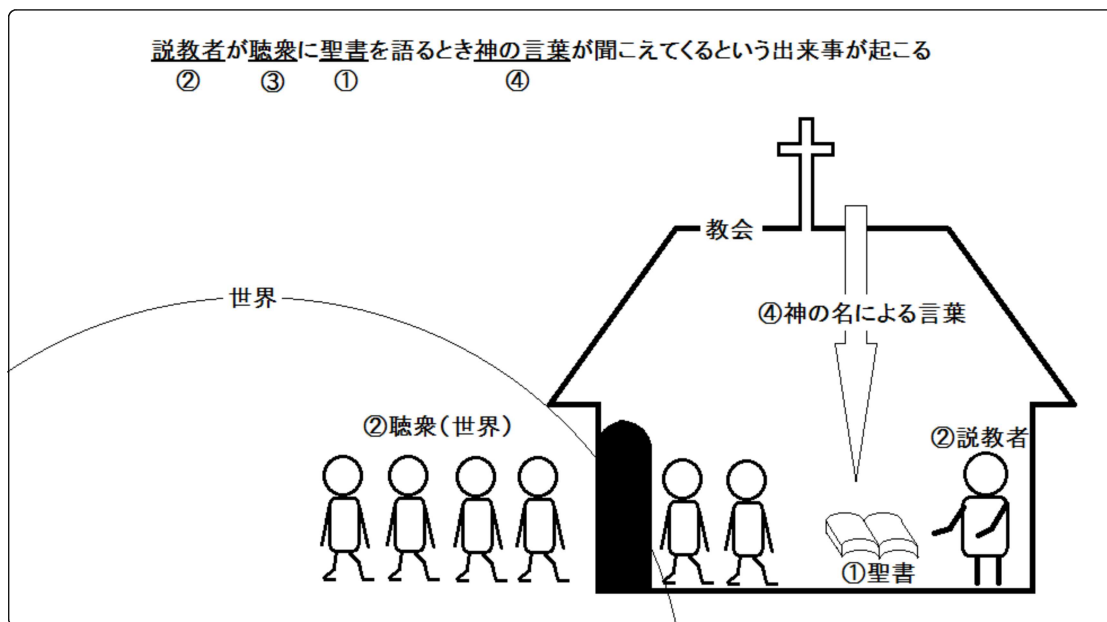 説教者が聴衆に聖書を語るとき神の言葉が聞こえてくるという出来事が起こる
② ③ ① ④
教会
世界
④神の名による言葉
②聴衆(世界)
②説教者
①聖書